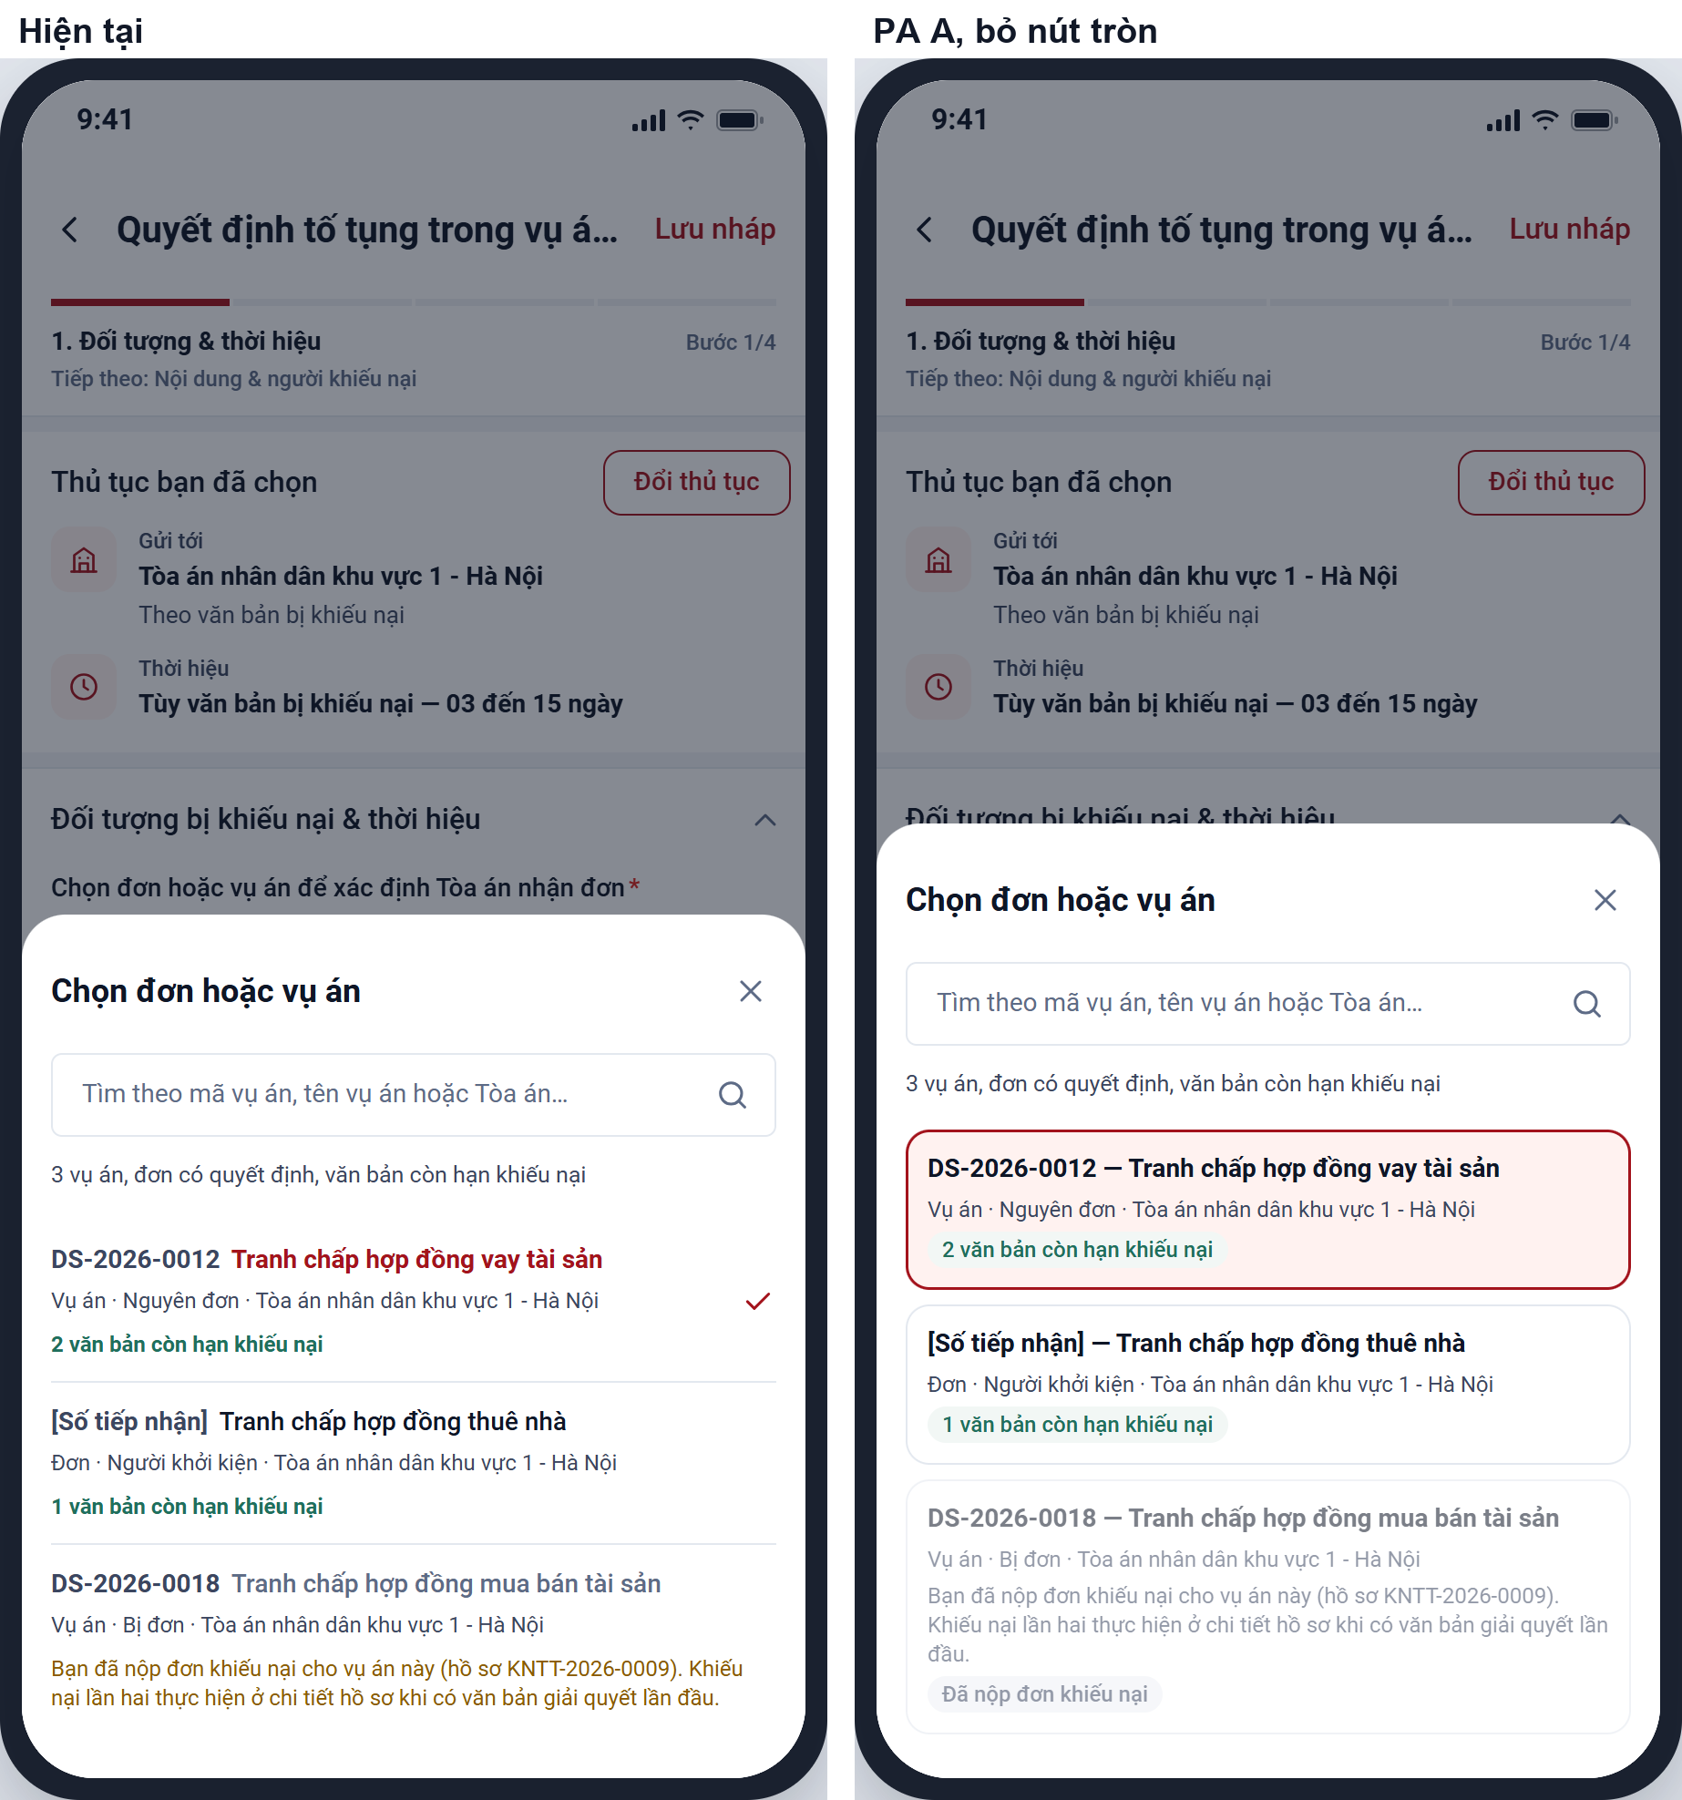 Hiện tại
9:41
Quyết định tố tụng trong vụ á...
Lưu nháp
1. Đối tượng & thời hiệu
Bước 1/4
Tiếp theo: Nội dung & người khiếu nại
Thủ tục bạn đã chọn
Đổi thủ tục
Gửi tới
Tòa án nhân dân khu vực 1 - Hà Nội
Theo văn bản bị khiếu nại
Thời hiệu
Tùy văn bản bị khiếu nại — 03 đến 15 ngày
Đối tượng bị khiếu nại & thời hiệu
Chọn đơn hoặc vụ án để xác định Tòa án nhận đơn*
Chọn đơn hoặc vụ án
Tìm theo mã vụ án, tên vụ án hoặc Tòa án...
3 vụ án, đơn có quyết định, văn bản còn hạn khiếu nại
DS-2026-0012 Tranh chấp hợp đồng vay tài sản
Vụ án · Nguyên đơn · Tòa án nhân dân khu vực 1 - Hà Nội
2 văn bản còn hạn khiếu nại
[Số tiếp nhận] Tranh chấp hợp đồng thuê nhà
Đơn · Người khởi kiện · Tòa án nhân dân khu vực 1 - Hà Nội
1 văn bản còn hạn khiếu nại
DS-2026-0018 Tranh chấp hợp đồng mua bán tài sản
Vụ án · Bị đơn · Tòa án nhân dân khu vực 1 - Hà Nội
Bạn đã nộp đơn khiếu nại cho vụ án này (hồ sơ KNTT-2026-0009). Khiếu
nại lần hai thực hiện ở chi tiết hồ sơ khi có văn bản giải quyết lần đầu.
PA A, bỏ nút tròn
9:41
Quyết định tố tụng trong vụ á...
Lưu nháp
1. Đối tượng & thời hiệu
Bước 1/4
Tiếp theo: Nội dung & người khiếu nại
Thủ tục bạn đã chọn
Đổi thủ tục
Gửi tới
Tòa án nhân dân khu vực 1 - Hà Nội
Theo văn bản bị khiếu nại
Thời hiệu
Tùy văn bản bị khiếu nại — 03 đến 15 ngày
Đối tượng bị khiếu nại & thời hiệu
Chọn đơn hoặc vụ án
Tìm theo mã vụ án, tên vụ án hoặc Tòa án...
3 vụ án, đơn có quyết định, văn bản còn hạn khiếu nại
DS-2026-0012 — Tranh chấp hợp đồng vay tài sản
Vụ án · Nguyên đơn · Tòa án nhân dân khu vực 1 - Hà Nội
2 văn bản còn hạn khiếu nại
[Số tiếp nhận] — Tranh chấp hợp đồng thuê nhà
Đơn · Người khởi kiện · Tòa án nhân dân khu vực 1 - Hà Nội
1 văn bản còn hạn khiếu nại
DS-2026-0018 — Tranh chấp hợp đồng mua bán tài sản
Vụ án · Bị đơn · Tòa án nhân dân khu vực 1 - Hà Nội
Bạn đã nộp đơn khiếu nại cho vụ án này (hồ sơ KNTT-2026-0009).
Khiếu nại lần hai thực hiện ở chi tiết hồ sơ khi có văn bản giải quyết lần
đầu.
Đã nộp đơn khiếu nại